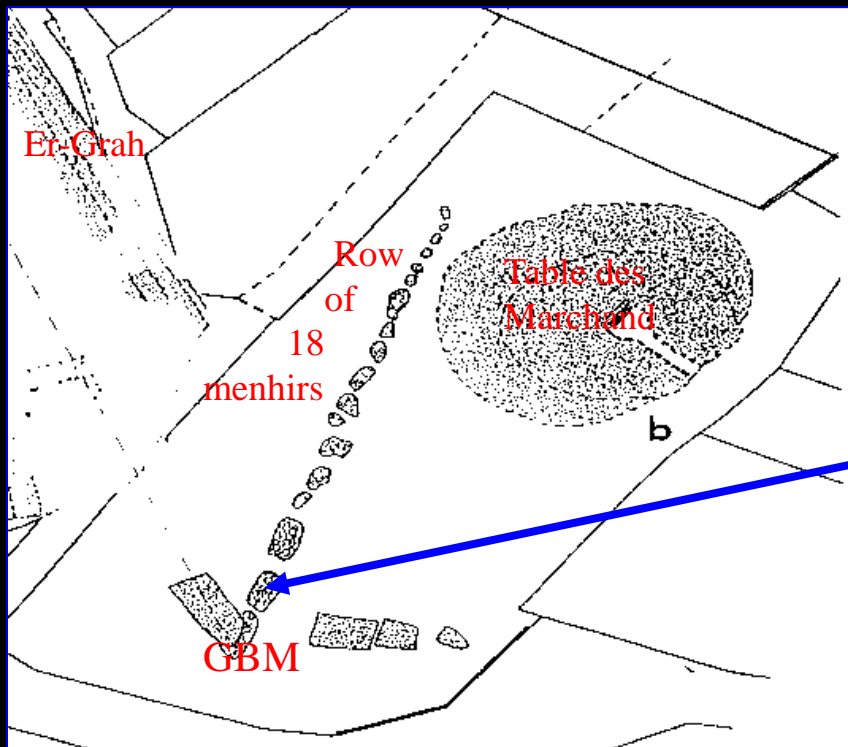 Er-Grah
Row
of
18
menhirs
Table des
Marchand
b
GBM